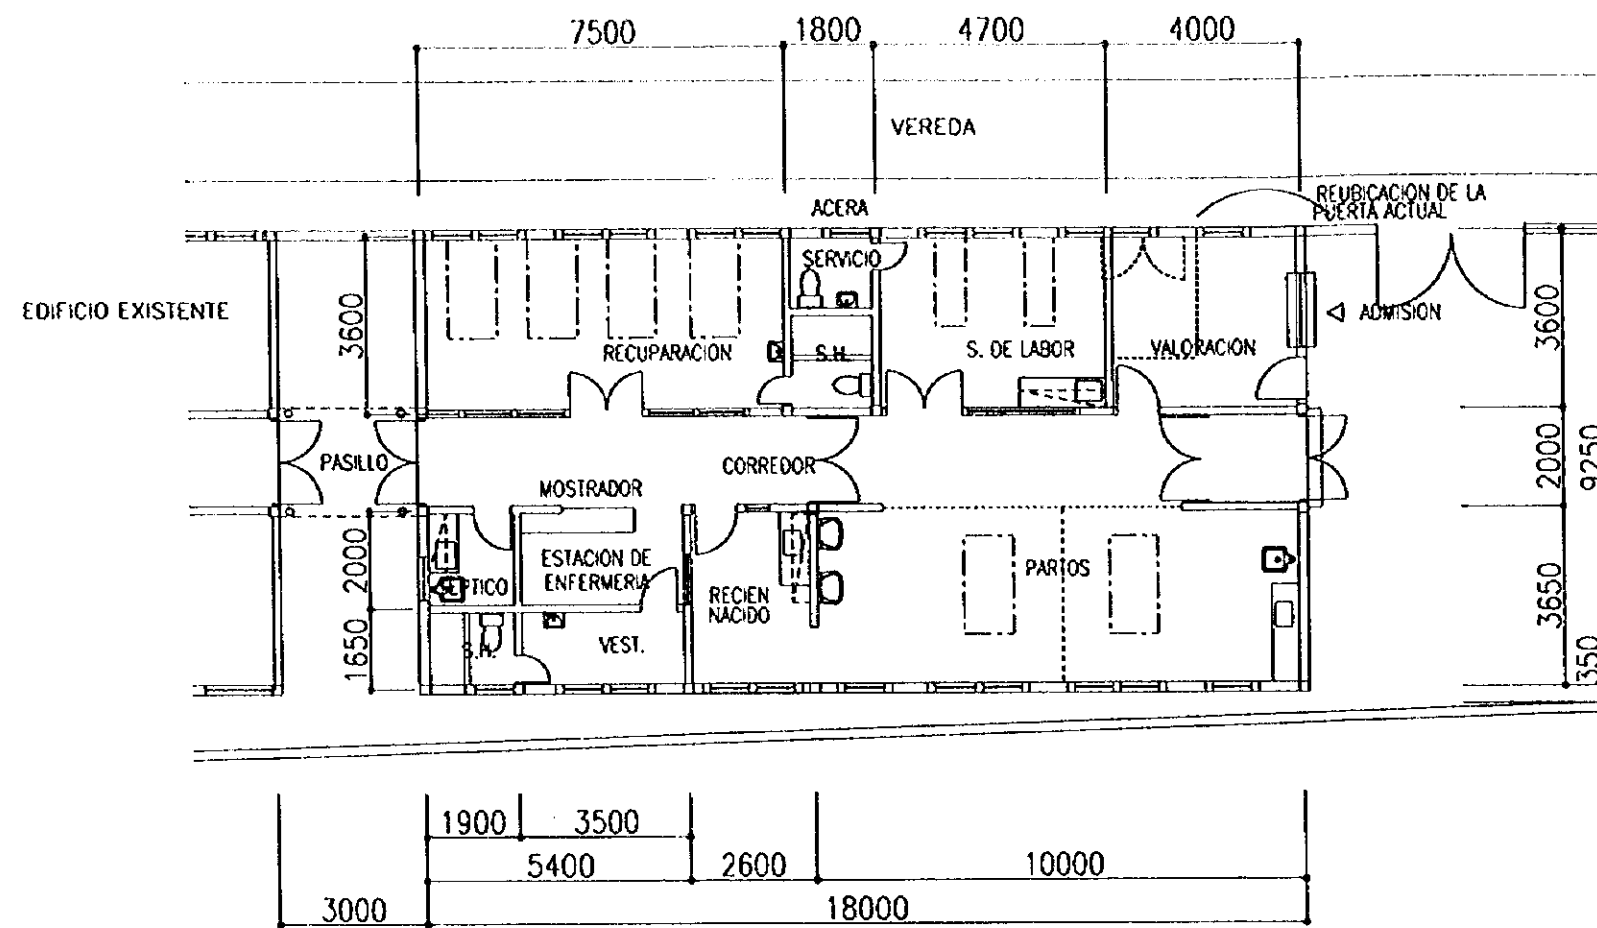 7500
1800
4700
4000
VEREDA
REUBICACION DE LA
PUERTA ACTUAL
ACERA
SERVICIO
EDIFICIO EXISTENTE
ADMISION
3600
3600
RECUPARACION
S.H.
S. DE LABOR
VALORACION
PASILLO
CORREDOR
2000
9250
MOSTRADOR
2000
ESTACION DE
ENFERMERIA
SEPTICO
RECIEN
NACIDO
PARTOS
3650
1650
S.H.
VEST.
350
1900
3500
5400
2600
10000
3000
18000